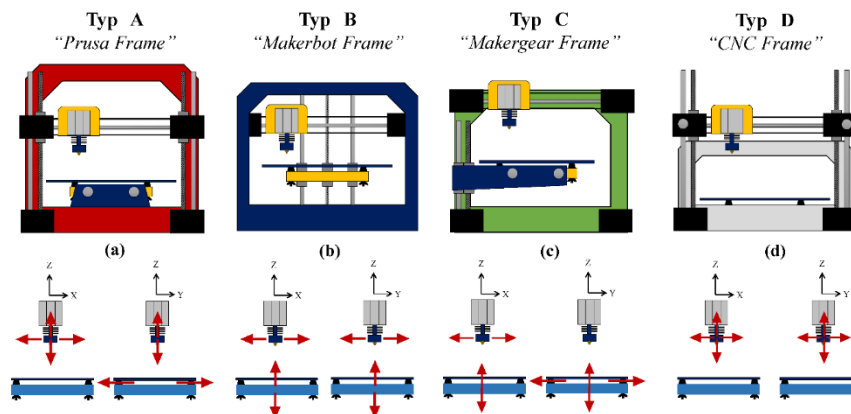 Typ A
"Prusa Frame"
Typ B
"Makerbot Frame"
Typ C
"Makergear Frame"
Typ D
"CNC Frame"
(a)
(b)
(c)
(d)
Z
X
Z
Y
Z
X
Z
Y
Z
X
Z
Y
Z
X
Z
Y